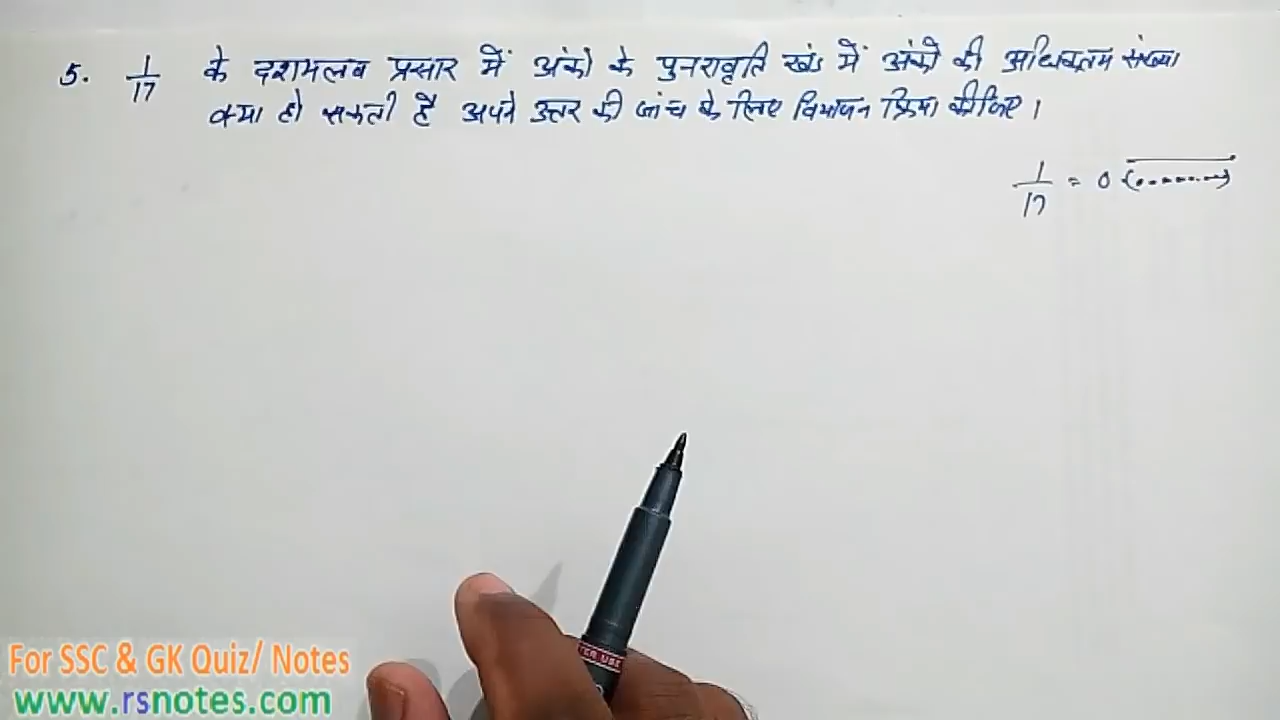 5. 1/17 के दशमलव प्रसार में अंको के पुनरावृति खंड में अंको की अधिकतम संख्या
क्या हो सकती है अपने उत्तर की जांच के लिए विभाजन क्रिया कीजिए।
1/17 = 0
For SSC & GK Quiz/ Notes
www.rsnotes.com